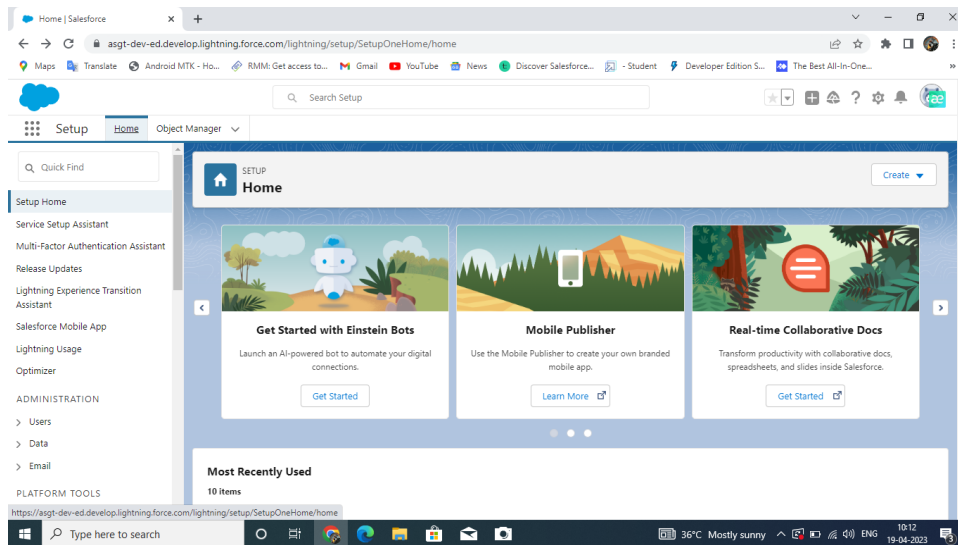 Home | Salesforce
asgt-dev-ed.develop.lightning.force.com/lightning/setup/SetupOneHome/home
Maps Translate Android MTK - Ho... RMM: Get access to... Gmail YouTube News Discover Salesforce... - Student Developer Edition S... The Best All-In-One... »
Search Setup
Setup Home Object Manager
Quick Find
SETUP
Home
Create
Setup Home
Service Setup Assistant
Multi-Factor Authentication Assistant
Release Updates
Lightning Experience Transition
Assistant
Salesforce Mobile App
Lightning Usage
Optimizer
ADMINISTRATION
Users
Data
Email
PLATFORM TOOLS
Get Started with Einstein Bots
Launch an AI-powered bot to automate your digital
connections.
Get Started
Mobile Publisher
Use the Mobile Publisher to create your own branded
mobile app.
Learn More
Real-time Collaborative Docs
Transform productivity with collaborative docs,
spreadsheets, and slides inside Salesforce.
Get Started
Most Recently Used
10 items
https://asgt-dev-ed.develop.lightning.force.com/lightning/setup/SetupOneHome/home
Type here to search
36°C Mostly sunny
ENG
10:12
19-04-2023
3